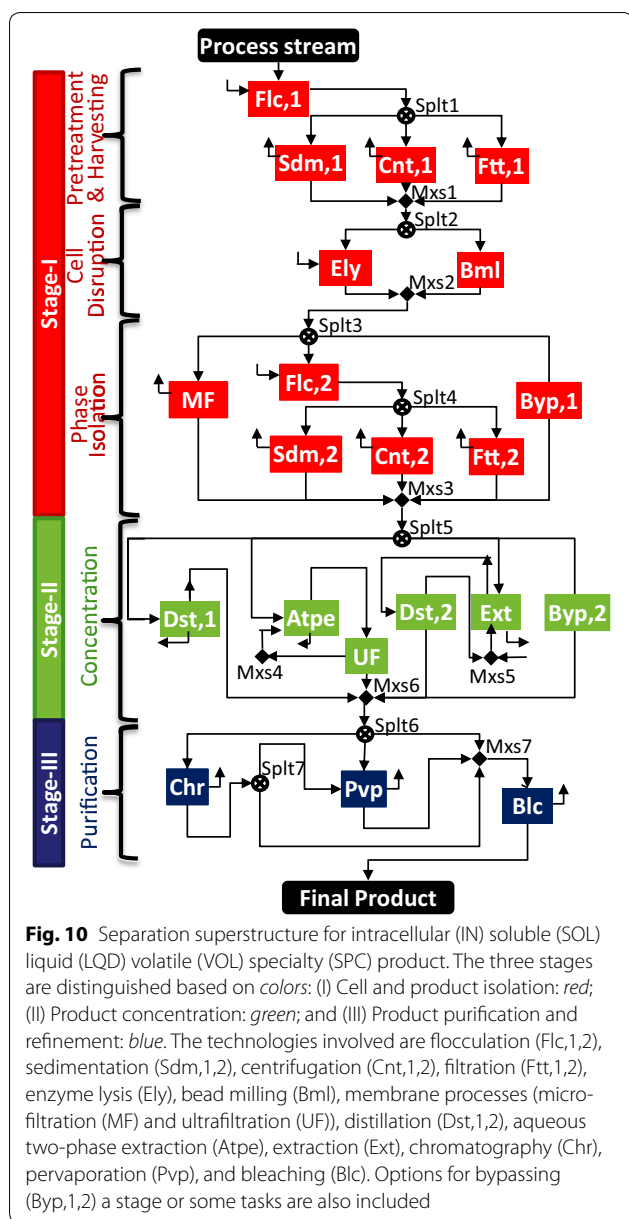 Process stream
Flc,1
Splt1
Sdm,1
Cnt,1
Ftt,1
Mxs1
Pretreatment
& Harvesting
Splt2
Ely
Bml
Mxs2
Cell
Disruption
Stage-I
Splt3
MF
Flc,2
Byp,1
Splt4
Sdm,2
Cnt,2
Ftt,2
Mxs3
Phase
Isolation
Splt5
Dst,1
Atpe
Dst,2
Ext
Byp,2
Mxs4
UF
Mxs5
Mxs6
Stage-II
Concentration
Splt6
Chr
Splt7
Pvp
Mxs7
Blc
Stage-III
Purification
Final Product
Fig. 10 Separation superstructure for intracellular (IN) soluble (SOL)
liquid (LQD) volatile (VOL) specialty (SPC) product. The three stages
are distinguished based on colors: (I) Cell and product isolation: red;
(II) Product concentration: green; and (III) Product purification and
refinement: blue. The technologies involved are flocculation (Flc,1,2),
sedimentation (Sdm,1,2), centrifugation (Cnt,1,2), filtration (Ftt,1,2),
enzyme lysis (Ely), bead milling (Bml), membrane processes (micro-
filtration (MF) and ultrafiltration (UF)), distillation (Dst,1,2), aqueous
two-phase extraction (Atpe), extraction (Ext), chromatography (Chr),
pervaporation (Pvp), and bleaching (Blc). Options for bypassing
(Byp,1,2) a stage or some tasks are also included